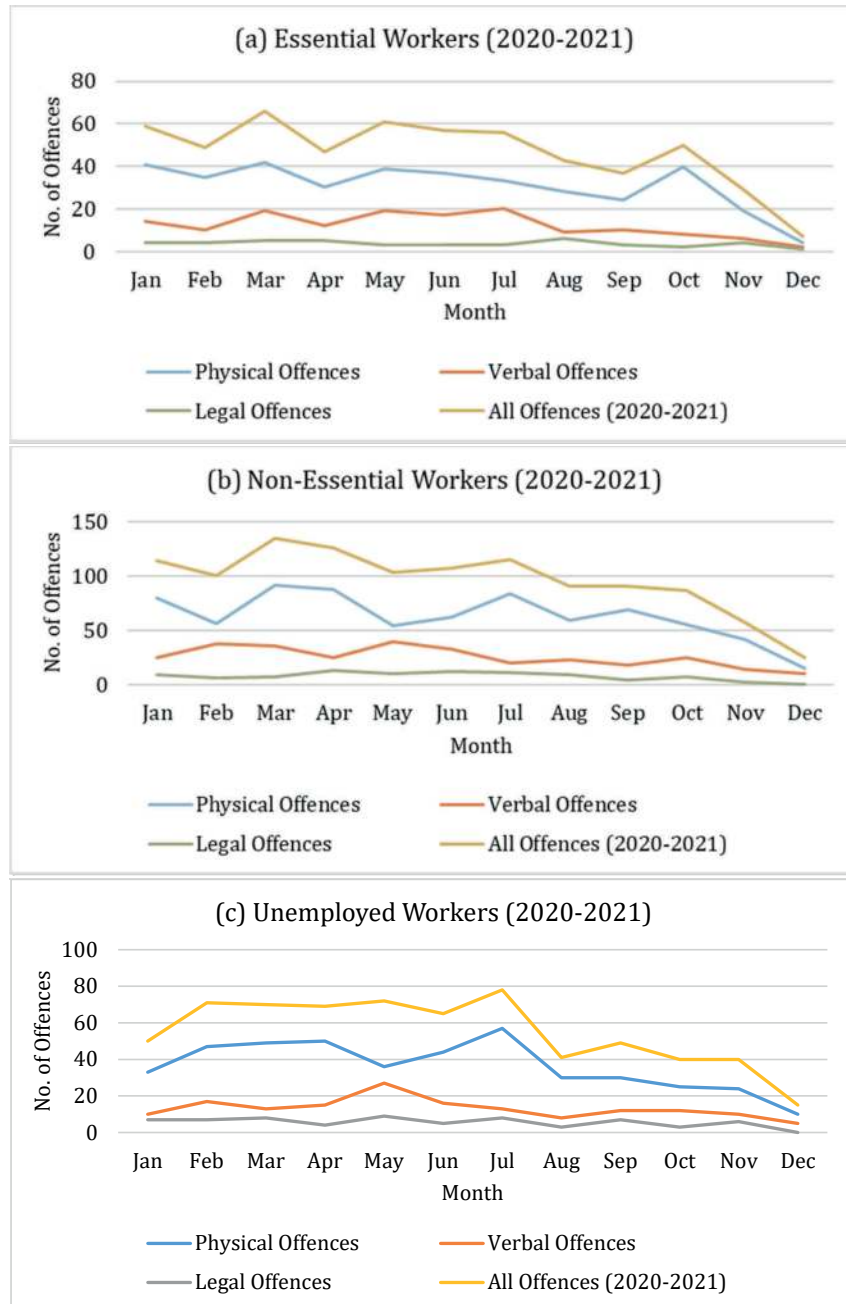 (a) Essential Workers (2020-2021)
80
60
40
20
0
No. of Offences
Jan Feb Mar Apr May Jun Jul Aug Sep Oct Nov Dec
Month
Physical Offences Verbal Offences
Legal Offences All Offences (2020-2021)
(b) Non-Essential Workers (2020-2021)
150
100
50
0
No. of Offences
Jan Feb Mar Apr May Jun Jul Aug Sep Oct Nov Dec
Month
Physical Offences Verbal Offences
Legal Offences All Offences (2020-2021)
(c) Unemployed Workers (2020-2021)
100
80
60
40
20
0
No. of Offences
Jan Feb Mar Apr May Jun Jul Aug Sep Oct Nov Dec
Month
Physical Offences Verbal Offences
Legal Offences All Offences (2020-2021)